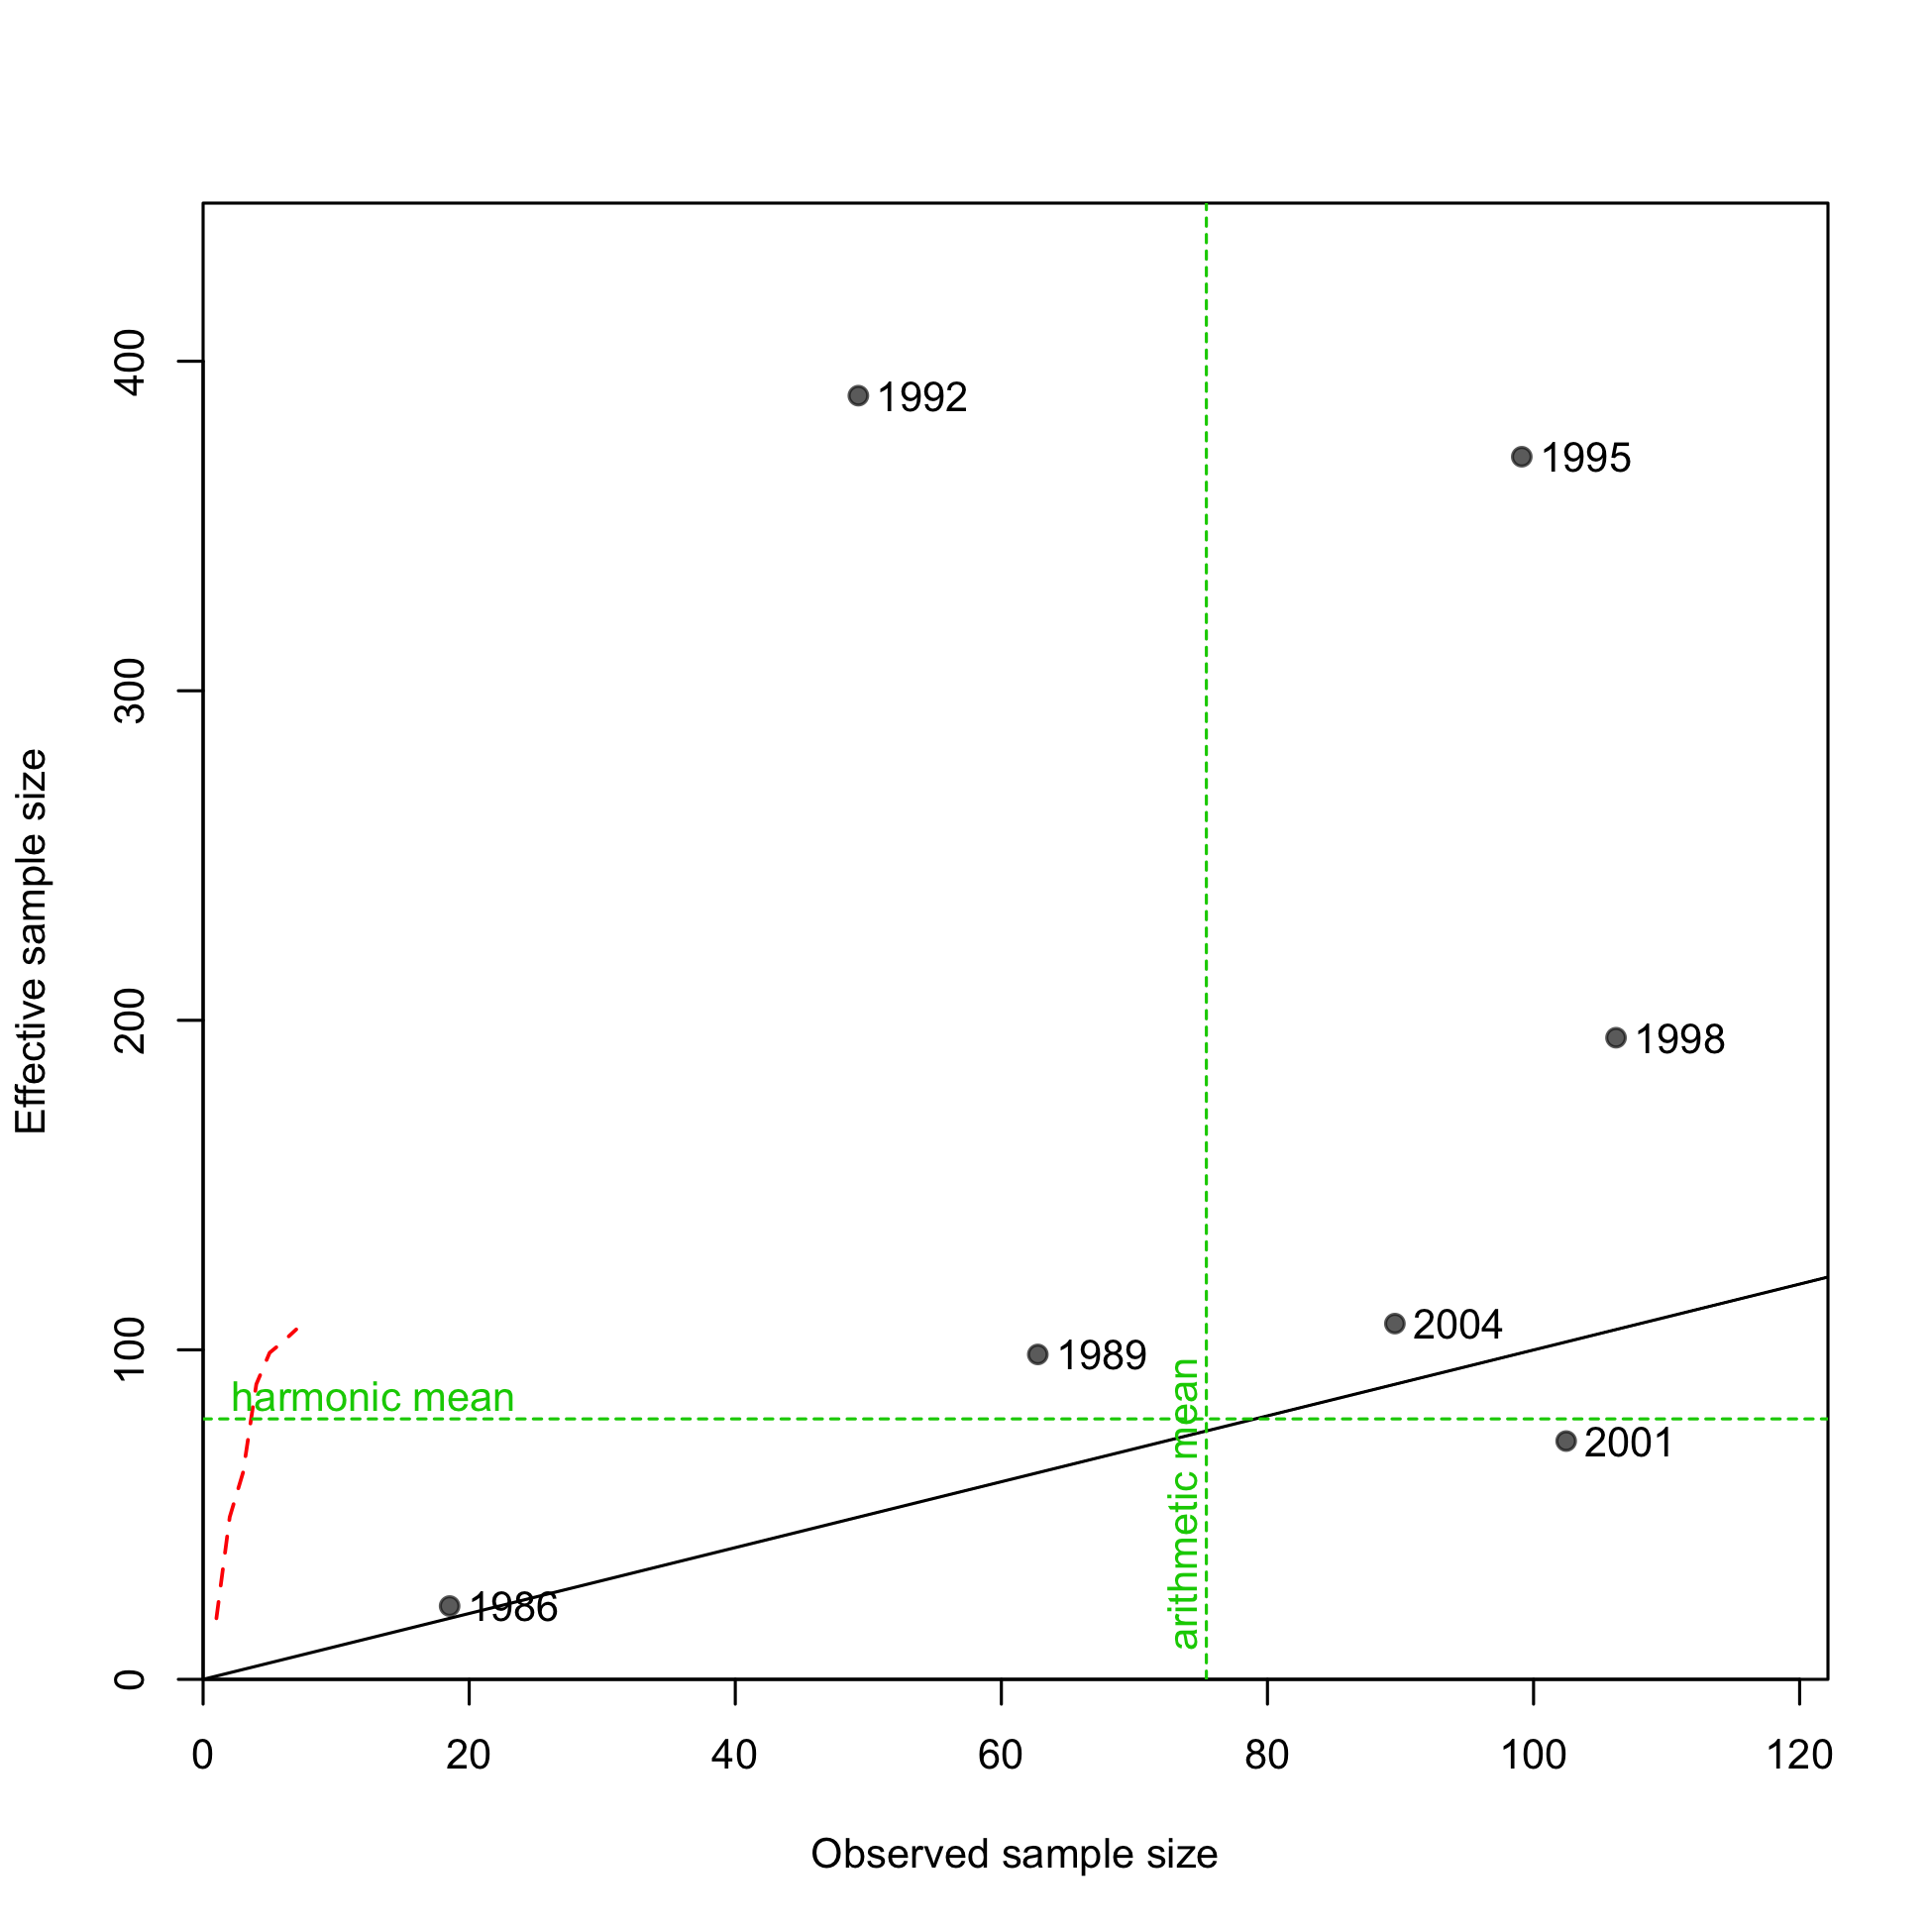 400
300
200
100
0
Effective sample size
1992
1995
1998
2004
1989
harmonic mean
2001
arithmetic mean
1986
0 20 40 60 80 100 120
Observed sample size